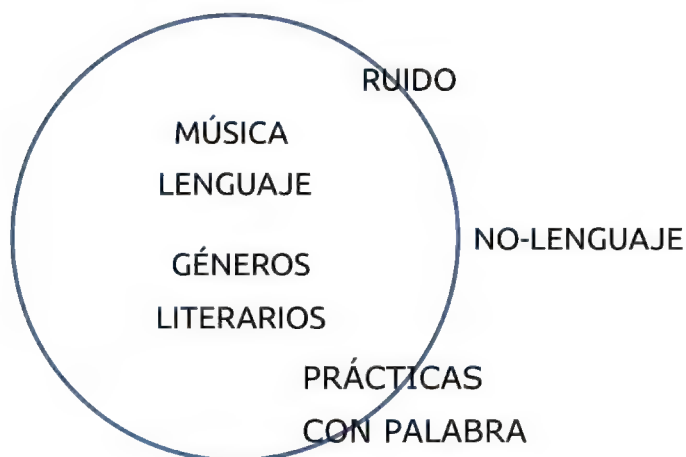 RUIDO
MÚSICA
LENGUAJE
NO-LENGUAJE
GÉNEROS
LITERARIOS
PRÁCTICAS
CON PALABRA